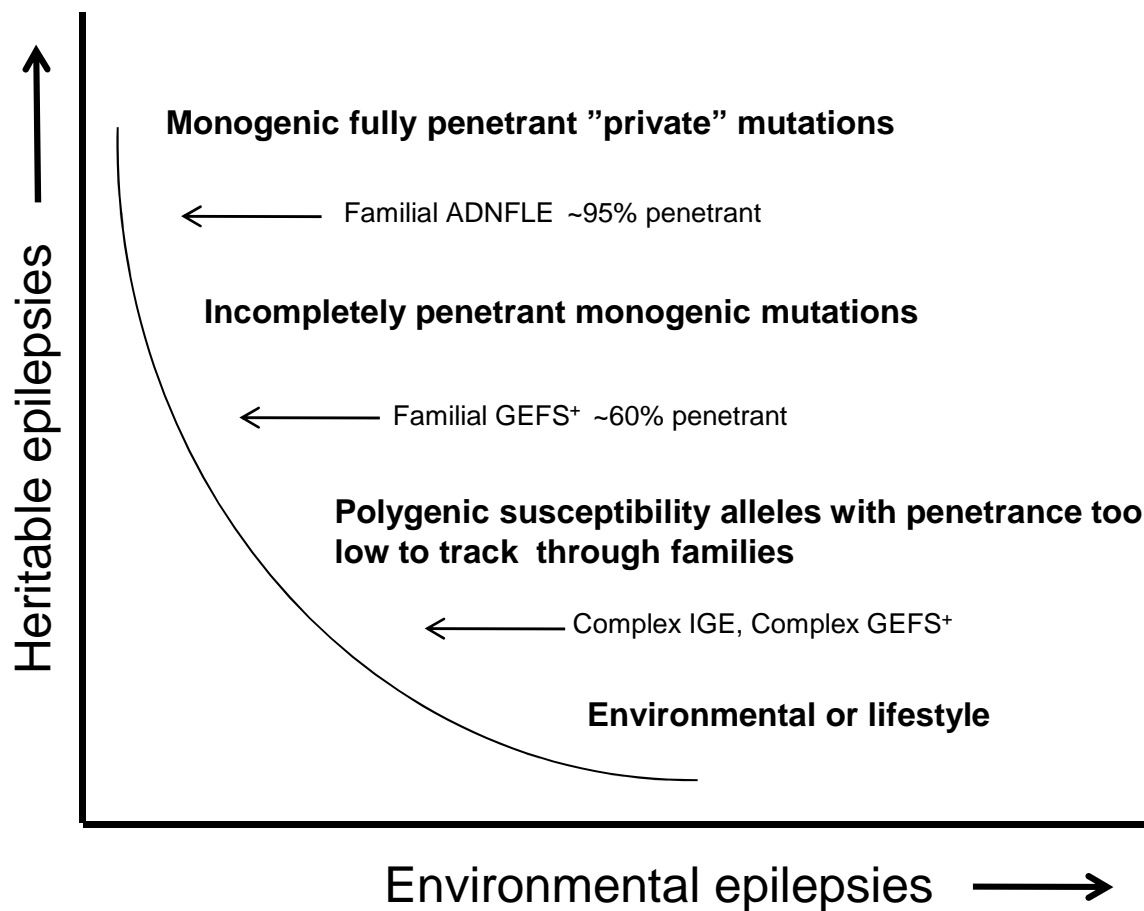 Heritable epilepsies
Monogenic fully penetrant ”private” mutations
Familial ADNFLE ~95% penetrant
Incompletely penetrant monogenic mutations
Familial GEFS⁺ ~60% penetrant
Polygenic susceptibility alleles with penetrance too
low to track through families
Complex IGE, Complex GEFS⁺
Environmental or lifestyle
Environmental epilepsies